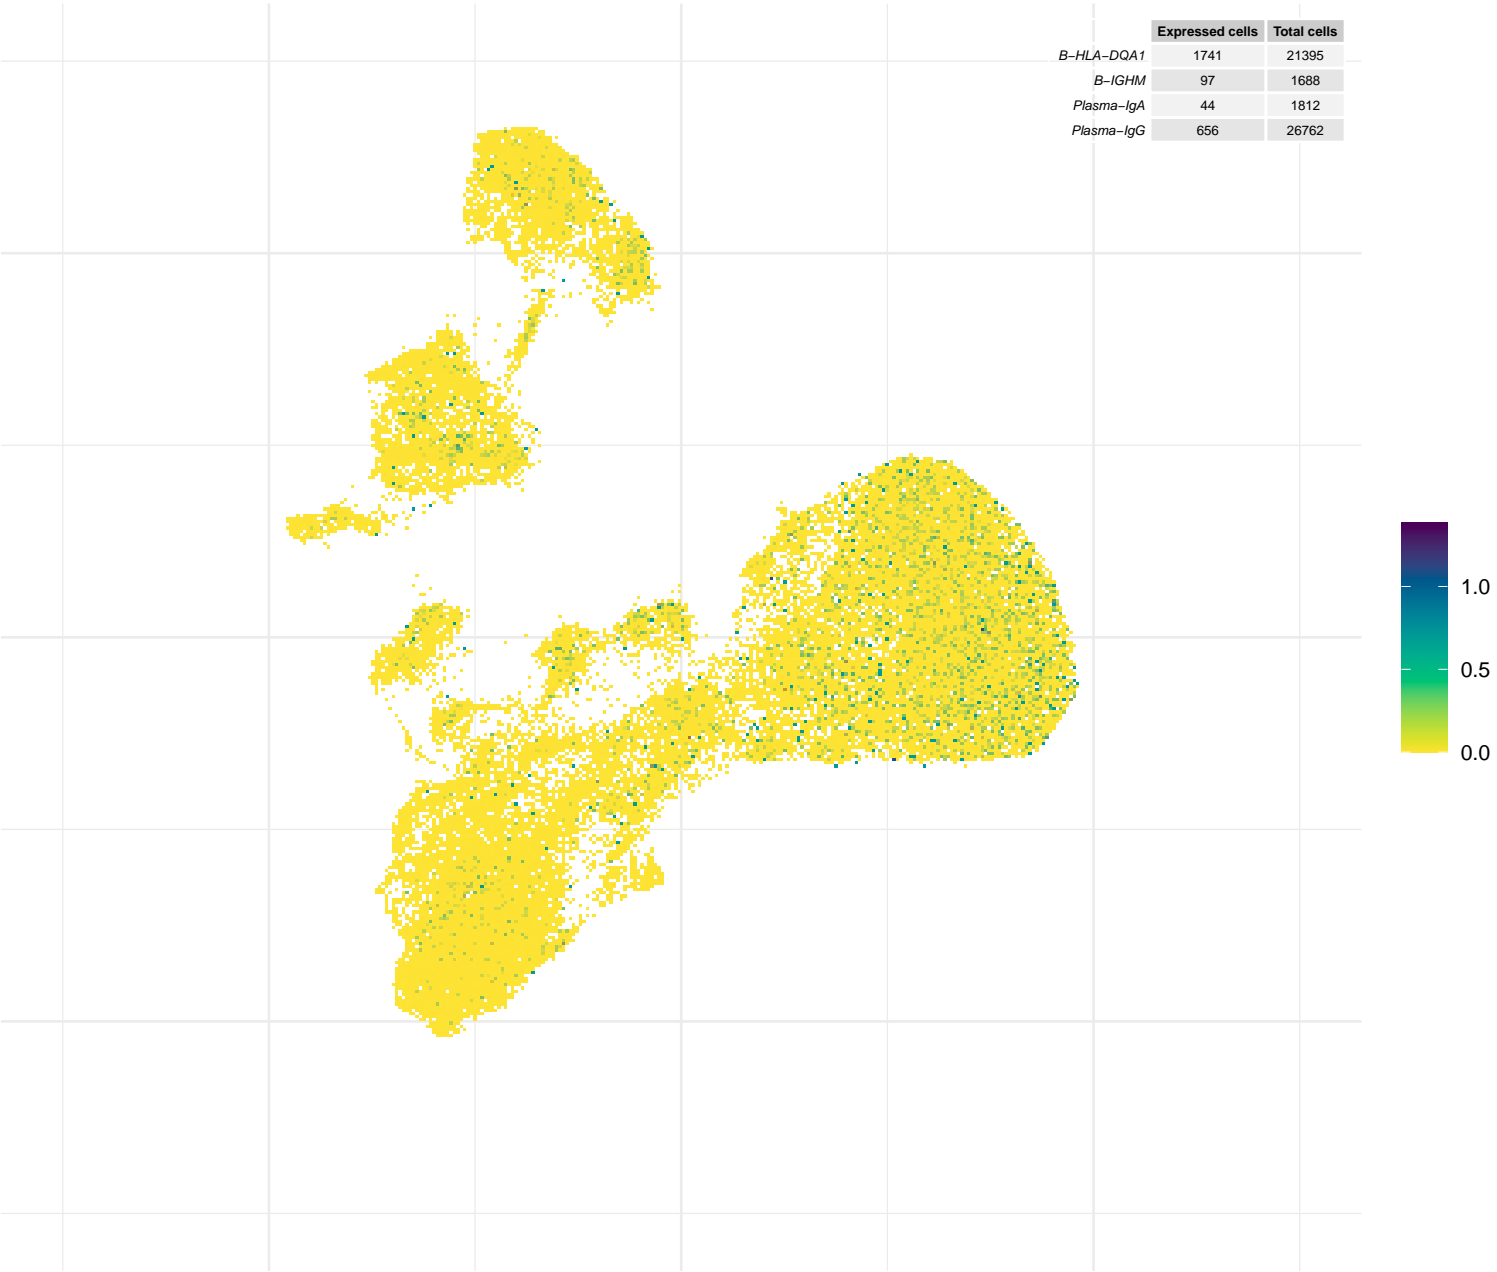 Expressed cells Total cells
B−HLA−DQA1 1741 21395
B−IGHM 97 1688
Plasma−IgA 44 1812
Plasma−IgG 656 26762
1.0
0.5
0.0